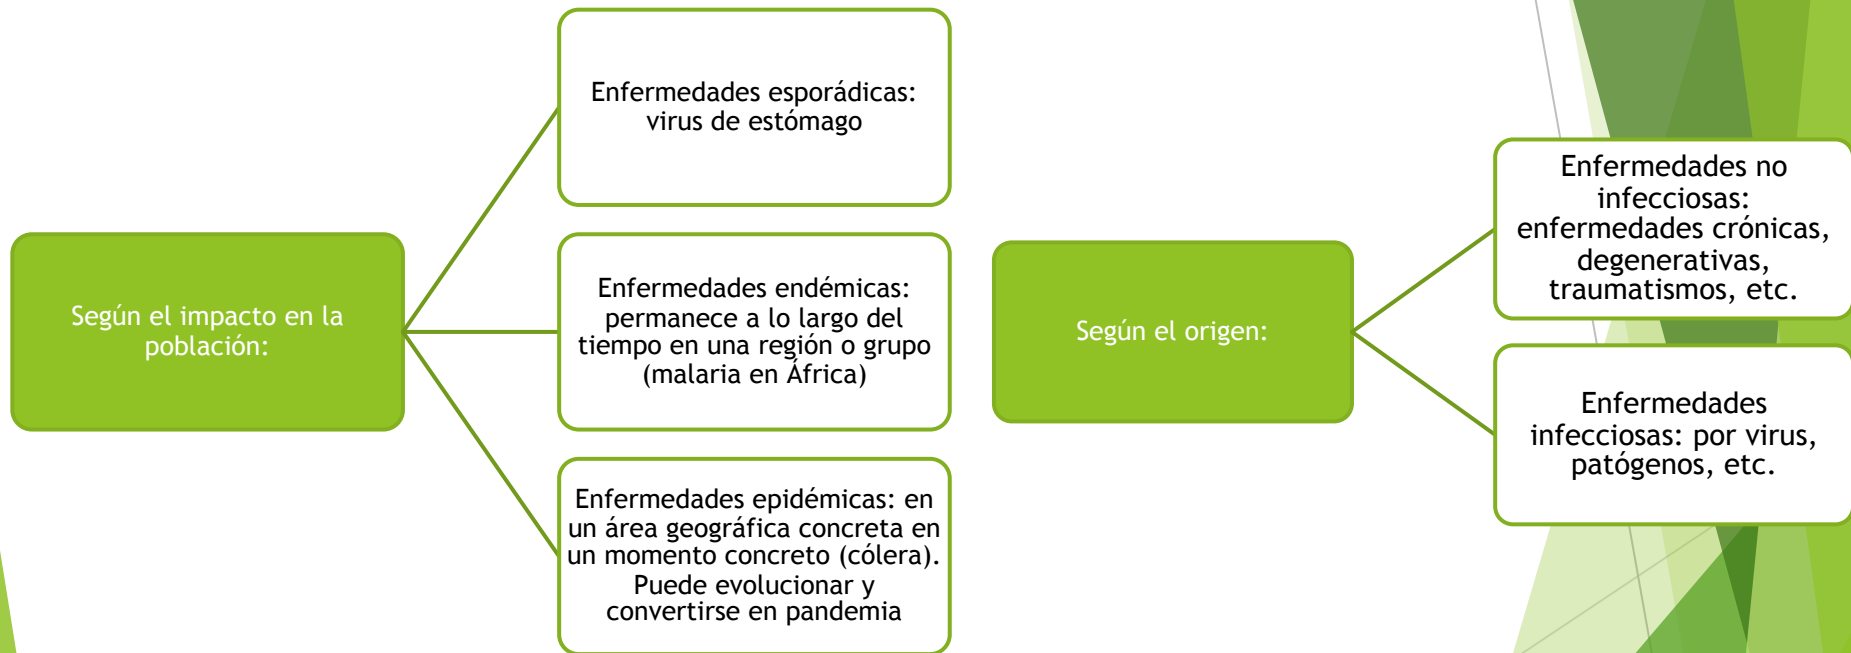 Según el impacto en la
población:
Enfermedades esporádicas:
virus de estómago
Enfermedades endémicas:
permanece a lo largo del
tiempo en una región o grupo
(malaria en África)
Enfermedades epidémicas: en
un área geográfica concreta en
un momento concreto (cólera).
Puede evolucionar y
convertirse en pandemia
Según el origen:
Enfermedades no
infecciosas:
enfermedades crónicas,
degenerativas,
traumatismos, etc.
Enfermedades
infecciosas: por virus,
patógenos, etc.